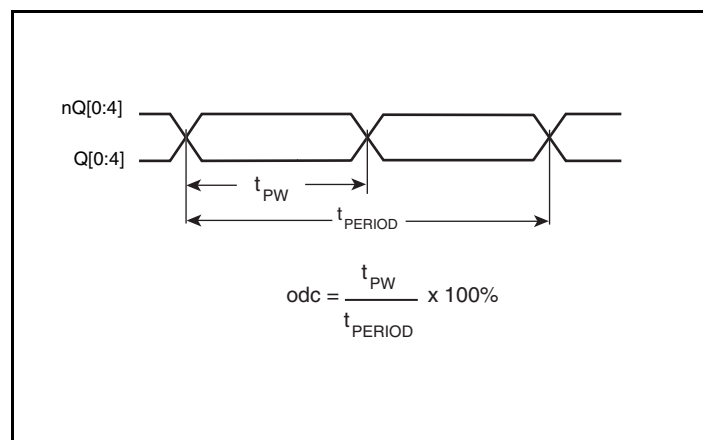 nQ[0:4]
Q[0:4]
tPW
tPERIOD
odc = tPW / tPERIOD x 100%